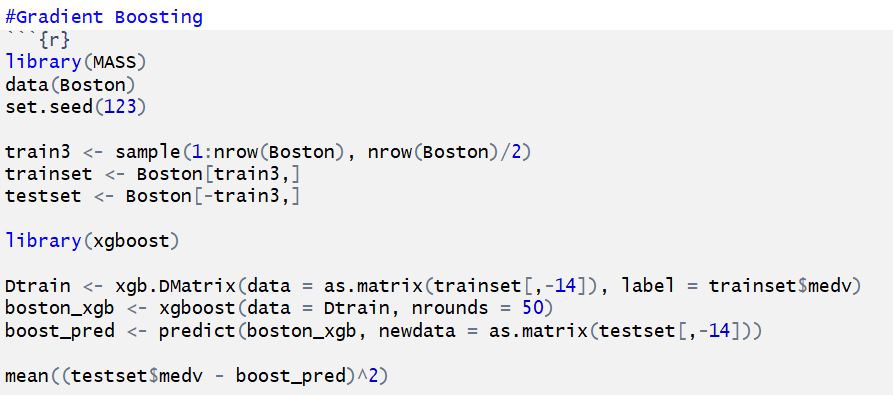 #Gradient Boosting
```{r}
library(MASS)
data(Boston)
set.seed(123)
train3 <- sample(1:nrow(Boston), nrow(Boston)/2)
trainset <- Boston[train3,]
testset <- Boston[-train3,]
library(xgboost)
Dtrain <- xgb.DMatrix(data = as.matrix(trainset[,-14]), label = trainset$medv)
boston_xgb <- xgboost(data = Dtrain, nrounds = 50)
boost_pred <- predict(boston_xgb, newdata = as.matrix(testset[,-14]))
mean((testset$medv - boost_pred)^2)